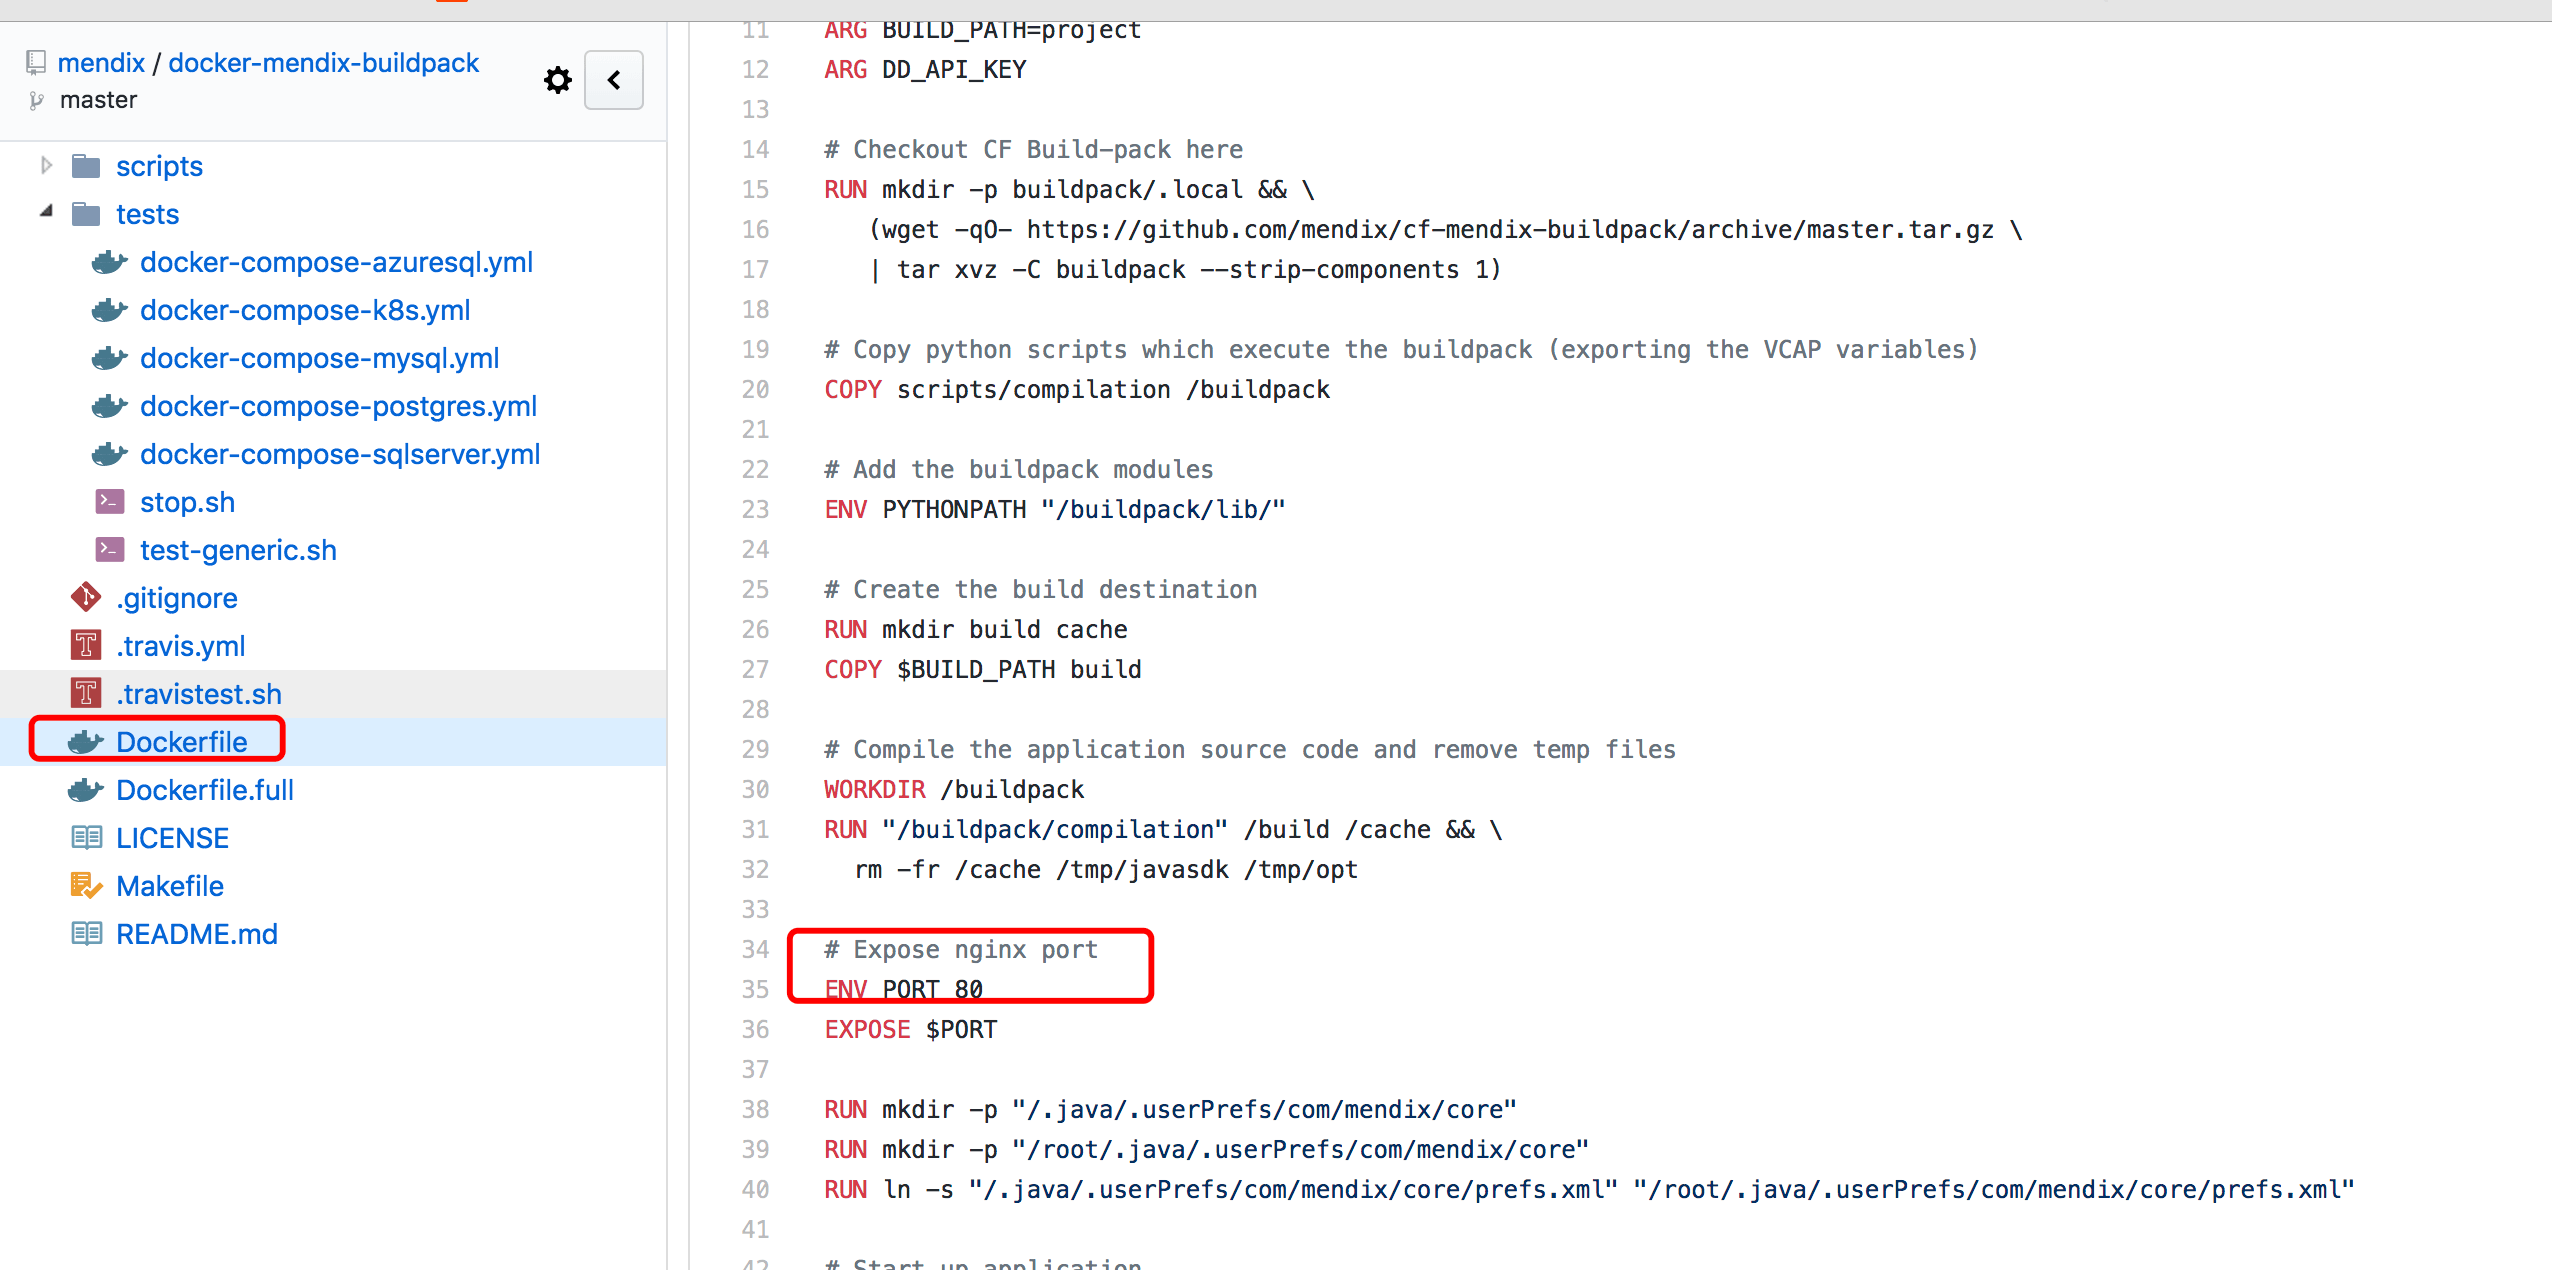 mendix / docker-mendix-buildpack
master
scripts
tests
docker-compose-azuresql.yml
docker-compose-k8s.yml
docker-compose-mysql.yml
docker-compose-postgres.yml
docker-compose-sqlserver.yml
stop.sh
test-generic.sh
.gitignore
.travis.yml
.travistest.sh
Dockerfile
Dockerfile.full
LICENSE
Makefile
README.md
11 ARG BUILD_PATH=project
12 ARG DD_API_KEY
13
14 # Checkout CF Build-pack here
15 RUN mkdir -p buildpack/.local && \
16 (wget -qO- https://github.com/mendix/cf-mendix-buildpack/archive/master.tar.gz \
17 | tar xvz -C buildpack --strip-components 1)
18
19 # Copy python scripts which execute the buildpack (exporting the VCAP variables)
20 COPY scripts/compilation /buildpack
21
22 # Add the buildpack modules
23 ENV PYTHONPATH "/buildpack/lib/"
24
25 # Create the build destination
26 RUN mkdir build cache
27 COPY $BUILD_PATH build
28
29 # Compile the application source code and remove temp files
30 WORKDIR /buildpack
31 RUN "/buildpack/compilation" /build /cache && \
32 rm -fr /cache /tmp/javasdk /tmp/opt
33
34 # Expose nginx port
35 ENV PORT 80
36 EXPOSE $PORT
37
38 RUN mkdir -p "/.java/.userPrefs/com/mendix/core"
39 RUN mkdir -p "/root/.java/.userPrefs/com/mendix/core"
40 RUN ln -s "/.java/.userPrefs/com/mendix/core/prefs.xml" "/root/.java/.userPrefs/com/mendix/core/prefs.xml"
41
42 # Start up application